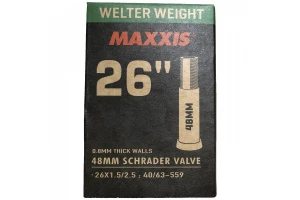 WELTER WEIGHT
MAXXIS
26"
48MM
0.8MM THICK WALLS
48MM SCHRADER VALVE
26X1.5/2.5 ; 40/63-559